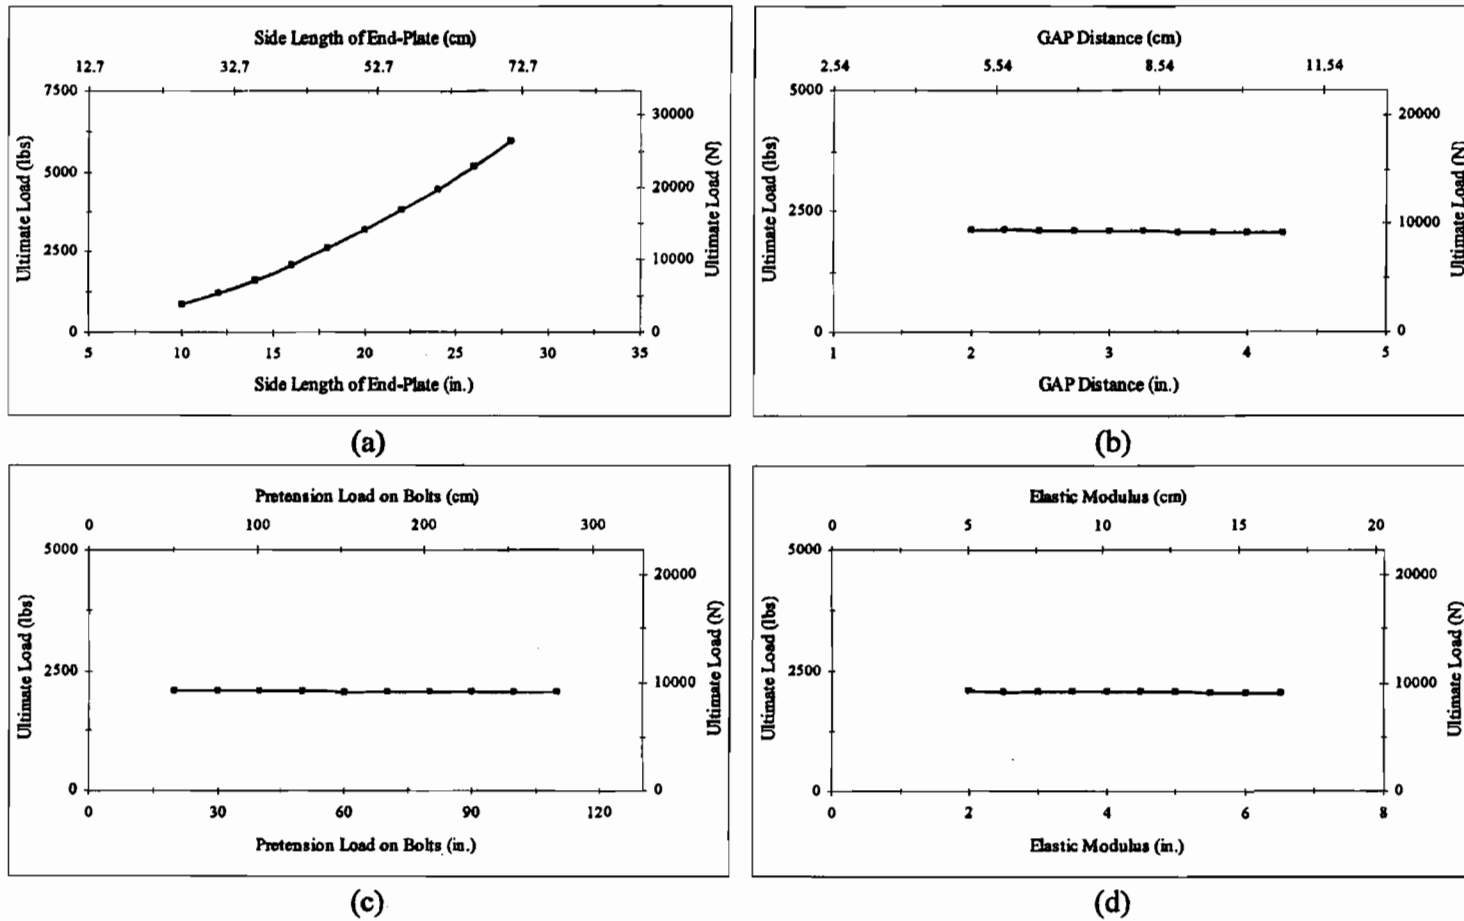 Side Length of End-Plate (cm)
12.7 32.7 52.7 72.7
7500
5000
2500
0
30000
20000
10000
0
Ultimate Load (lbs)
Ultimate Load (N)
5 10 15 20 25 30 35
Side Length of End-Plate (in.)
(a)
GAP Distance (cm)
2.54 5.54 8.54 11.54
5000
2500
0
20000
10000
0
Ultimate Load (lbs)
Ultimate Load (N)
1 2 3 4 5
GAP Distance (in.)
(b)
Pretension Load on Bolts (cm)
0 100 200 300
5000
2500
0
20000
10000
0
Ultimate Load (lbs)
Ultimate Load (N)
0 30 60 90 120
Pretension Load on Bolts (in.)
(c)
Elastic Modulus (cm)
0 5 10 15 20
5000
2500
0
20000
10000
0
Ultimate Load (lbs)
Ultimate Load (N)
0 2 4 6 8
Elastic Modulus (in.)
(d)